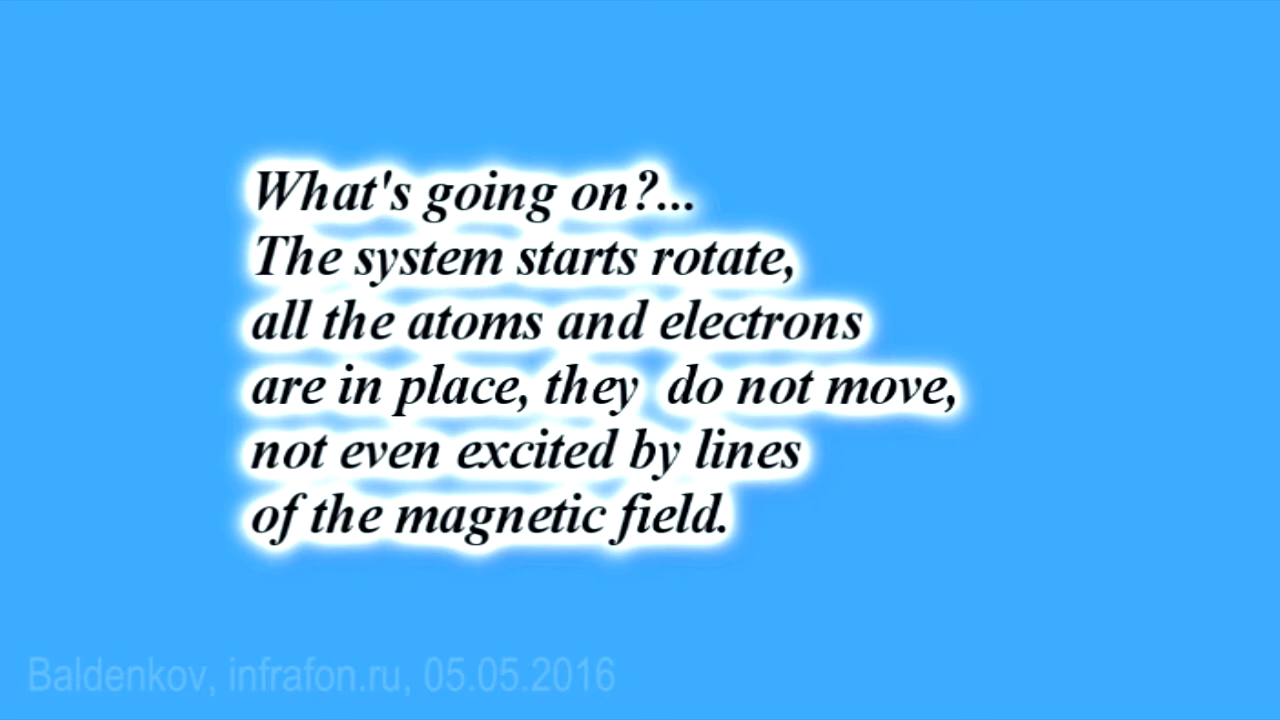 What's going on?...
The system starts rotate,
all the atoms and electrons
are in place, they  do not move,
not even excited by lines
of the magnetic field.
Baldenkov, infrafon.ru, 05.05.2016